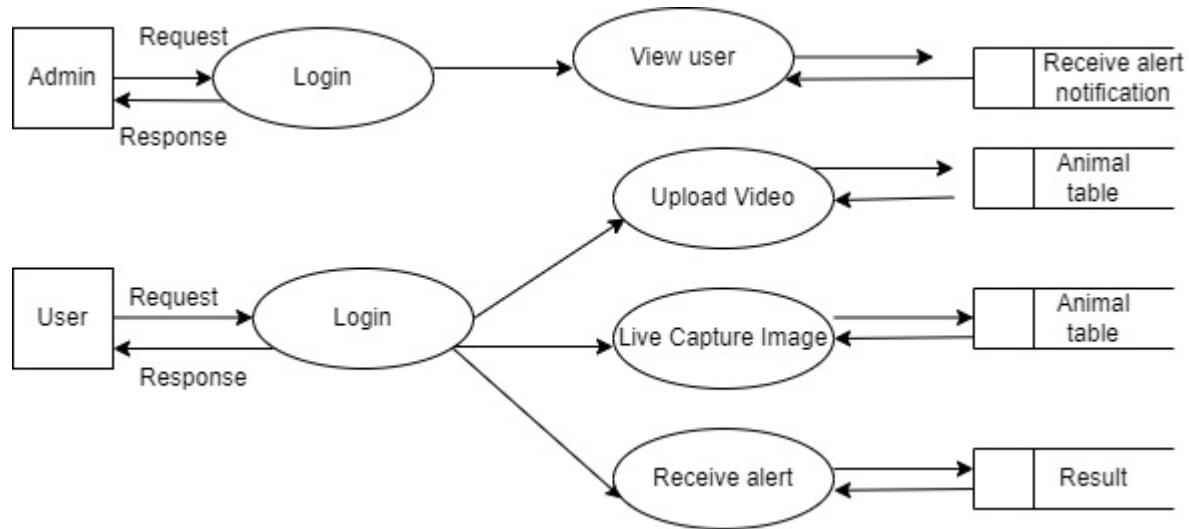 Request
Admin
Login
View user
Receive alert
notification
Response
Upload Video
Animal
table
Request
User
Login
Live Capture Image
Animal
table
Response
Receive alert
Result